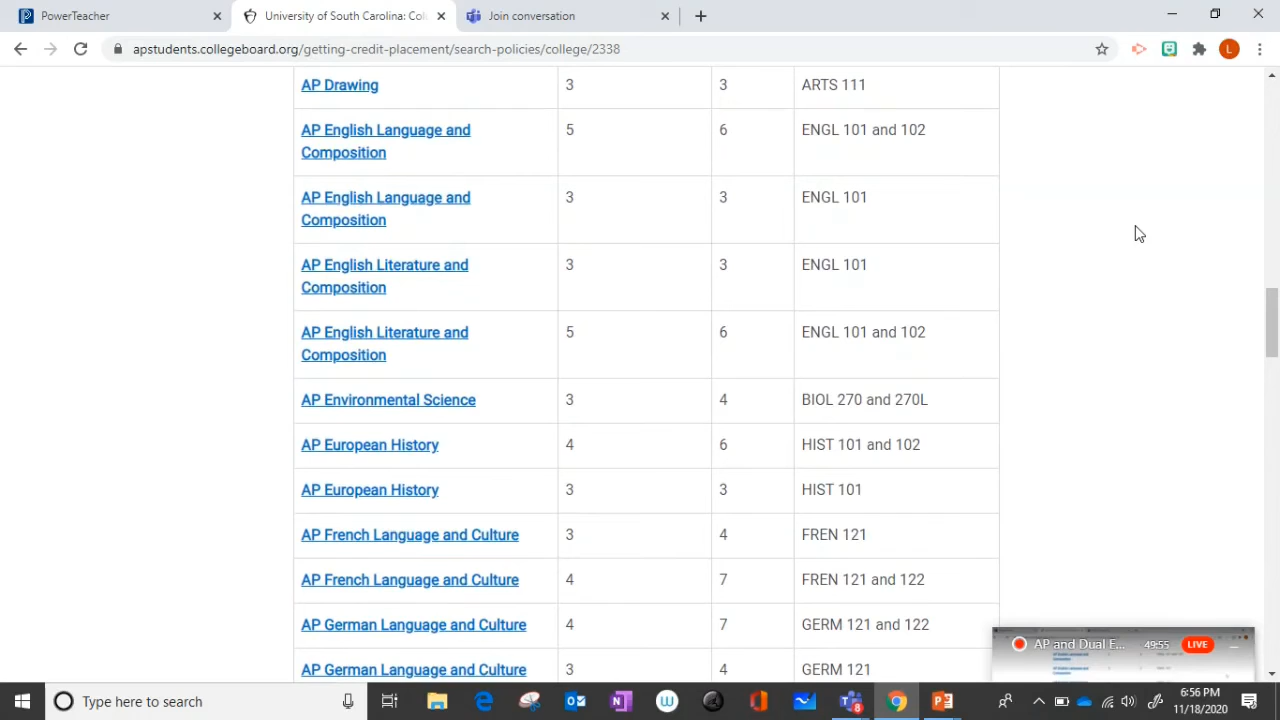 PowerTeacher
University of South Carolina: Col
Join conversation
apstudents.collegeboard.org/getting-credit-placement/search-policies/college/2338
L
AP Drawing 3 3 ARTS 111
AP English Language and
Composition
5 6 ENGL 101 and 102
AP English Language and
Composition
3 3 ENGL 101
AP English Literature and
Composition
3 3 ENGL 101
AP English Literature and
Composition
5 6 ENGL 101 and 102
AP Environmental Science 3 4 BIOL 270 and 270L
AP European History 4 6 HIST 101 and 102
AP European History 3 3 HIST 101
AP French Language and Culture 3 4 FREN 121
AP French Language and Culture 4 7 FREN 121 and 122
AP German Language and Culture 4 7 GERM 121 and 122
AP German Language and Culture 3 4 GERM 121
AP and Dual E... 49:55 LIVE
Type here to search
6:56 PM
11/18/2020